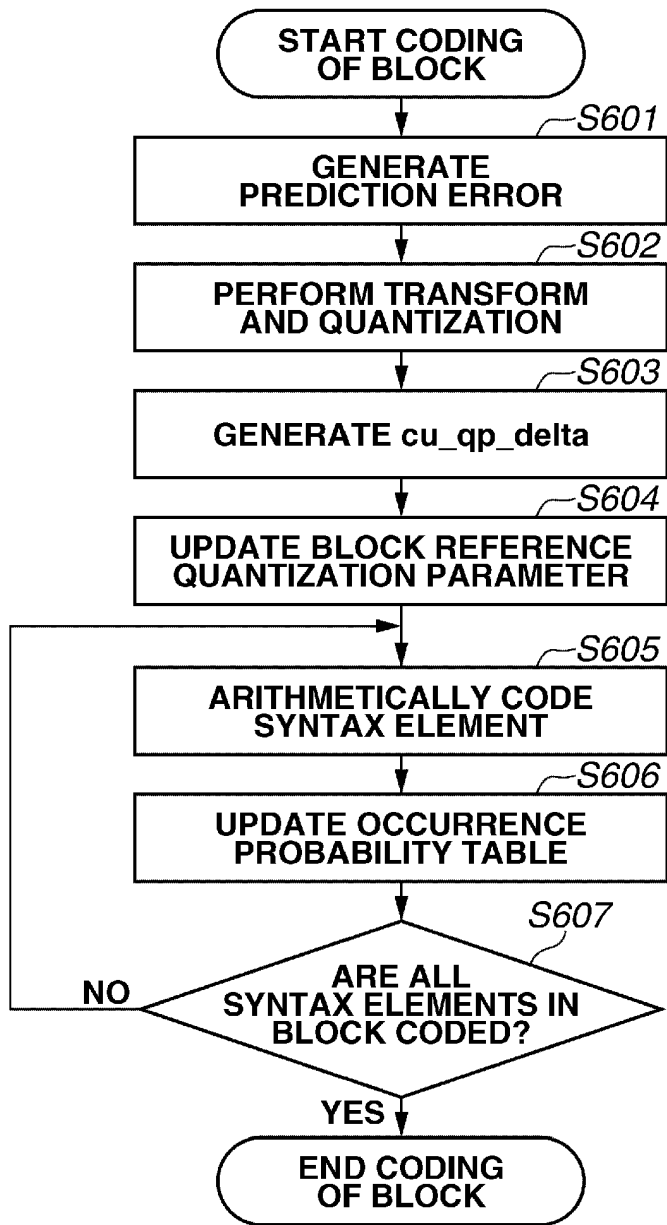 START CODING
OF BLOCK
S601
GENERATE
PREDICTION ERROR
S602
PERFORM TRANSFORM
AND QUANTIZATION
S603
GENERATE cu_qp_delta
S604
UPDATE BLOCK REFERENCE
QUANTIZATION PARAMETER
S605
ARITHMETICALLY CODE
SYNTAX ELEMENT
S606
UPDATE OCCURRENCE
PROBABILITY TABLE
S607
ARE ALL
SYNTAX ELEMENTS IN
BLOCK CODED?
NO
YES
END CODING
OF BLOCK